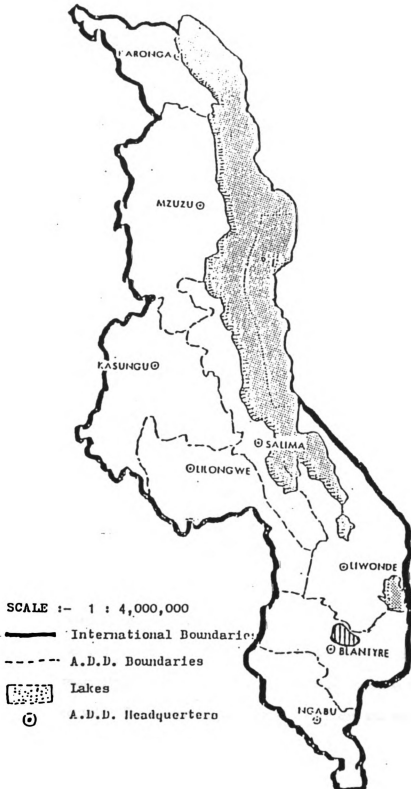 KARONGA
MZUZU
KASUNGU
SALIMA
LILONGWE
LIWONDE
SCALE :- 1 : 4,000,000
International Boundaries
BLANTYRE
A.D.D. Boundaries
Lakes
A.D.D. Headquarters
NGABU